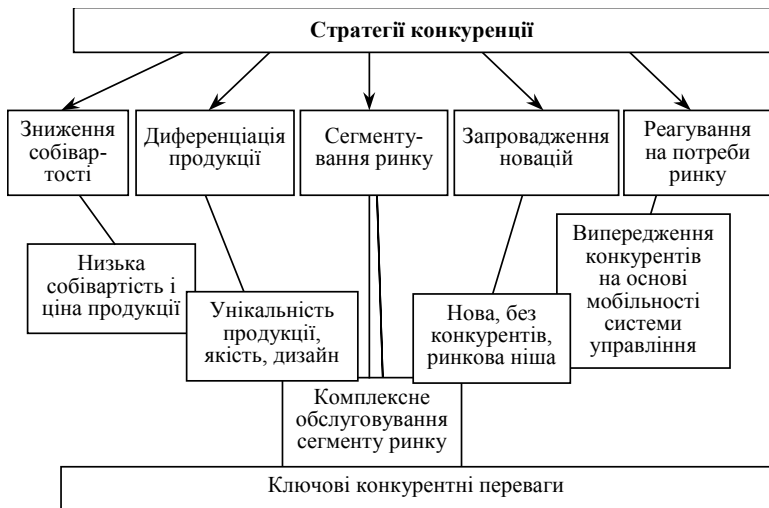 Стратегії конкуренції
Зниження
собівар-
тості
Диференціація
продукції
Сегменту-
вання ринку
Запровадження
новацій
Реагування
на потреби
ринку
Низька
собівартість і
ціна продукції
Унікальність
продукції,
якість, дизайн
Комплексне
обслуговування
сегменту ринку
Нова, без
конкурентів,
ринкова ніша
Випередження
конкурентів
на основі
мобільності
системи
управління
Ключові конкурентні переваги